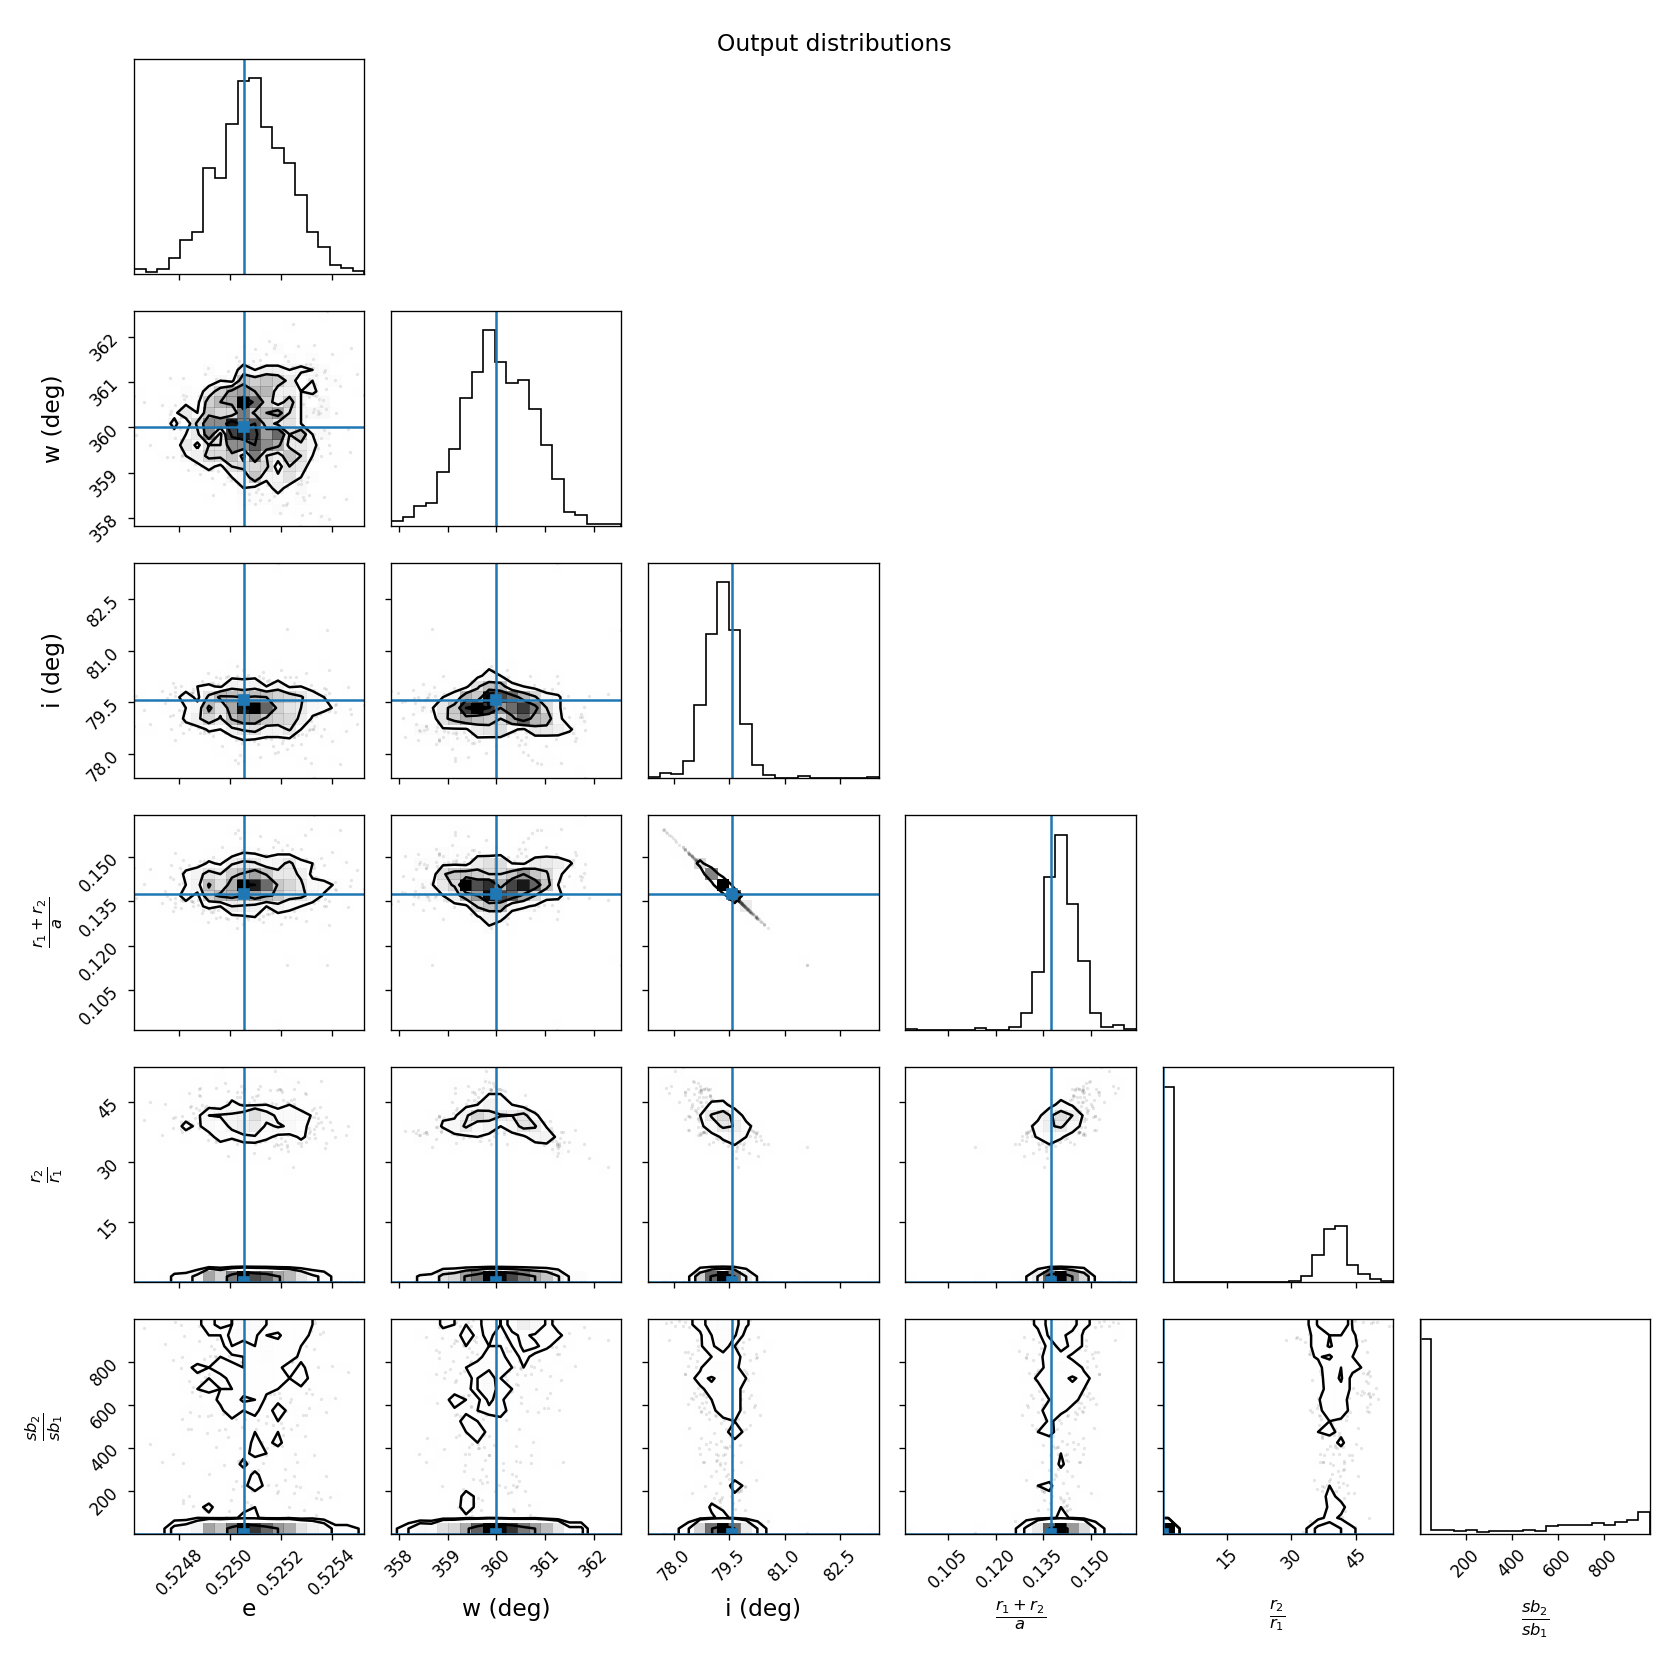 Output distributions
362
361
360
359
358
w (deg)
82.5
81.0
79.5
78.0
i (deg)
0.150
0.135
0.120
0.105
r₁ + r₂
a
45
30
15
r₂
r₁
800
600
400
200
sb₂
sb₁
0.5248 0.5250 0.5252 0.5254
358 359 360 361 362
78.0 79.5 81.0 82.5
0.105 0.120 0.135 0.150
15 30 45
200 400 600 800
e
w (deg)
i (deg)
r₁ + r₂
a
r₂
r₁
sb₂
sb₁